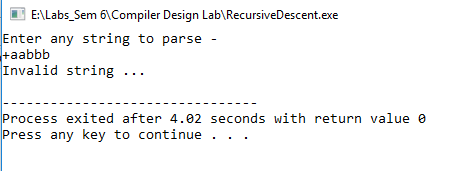 E:\Labs_Sem 6\Compiler Design Lab\RecursiveDescent.exe
Enter any string to parse -
+aabbb
Invalid string ...
--------------------------------
Process exited after 4.02 seconds with return value 0
Press any key to continue . . .